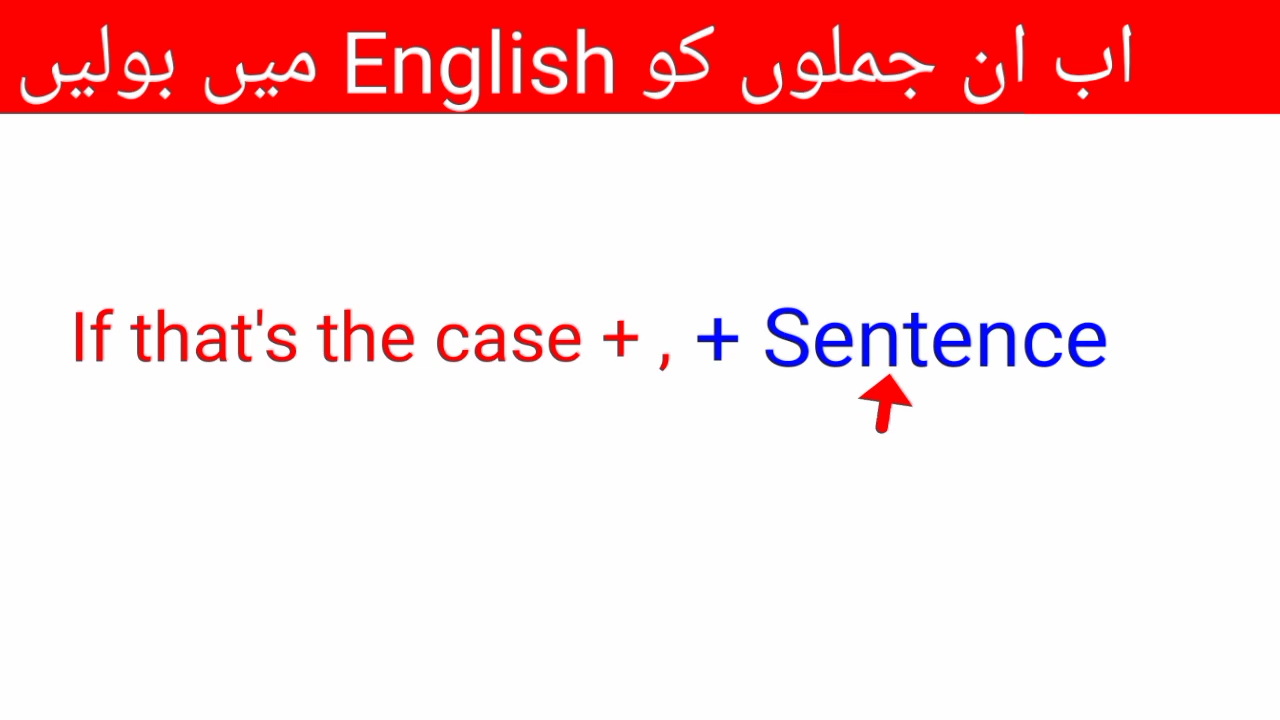 اب ان جملوں کو English میں بولیں
If that's the case + , + Sentence